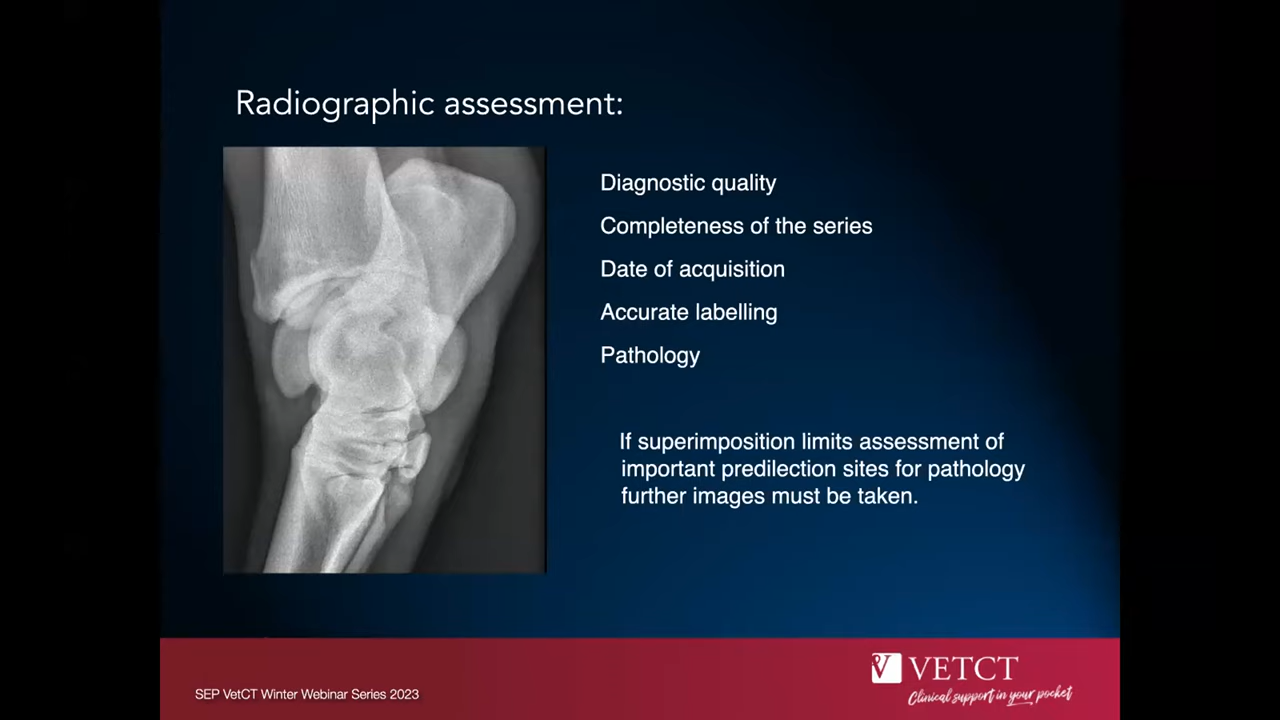 Radiographic assessment:
Diagnostic quality
Completeness of the series
Date of acquisition
Accurate labelling
Pathology
If superimposition limits assessment of
important predilection sites for pathology
further images must be taken.
SEP VetCT Winter Webinar Series 2023
VETCT
Clinical support in your pocket